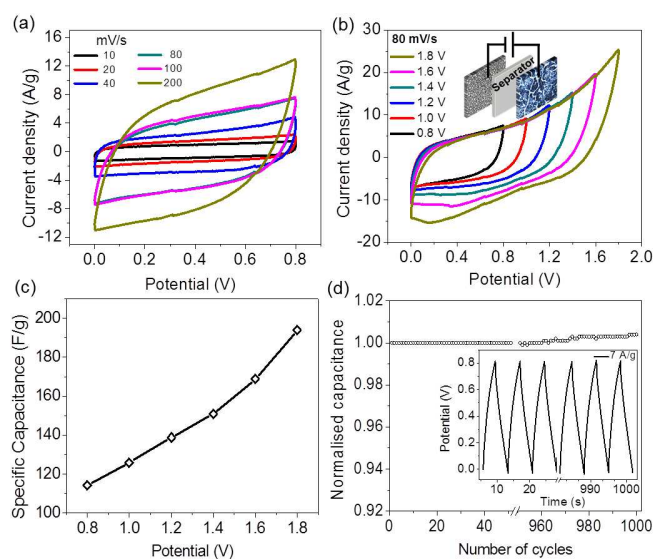 (a)
mV/s
10 80
20 100
40 200
12
8
4
0
-4
-8
-12
Current density (A/g)
0.0 0.2 0.4 0.6 0.8
Potential (V)
(b)
80 mV/s
1.8 V
1.6 V
1.4 V
1.2 V
1.0 V
0.8 V
Separator
30
20
10
0
-10
-20
Current density (A/g)
0.0 0.4 0.8 1.2 1.6 2.0
Potential (V)
(c)
200
180
160
140
120
100
Specific Capacitance (F/g)
0.8 1.0 1.2 1.4 1.6 1.8
Potential (V)
(d)
1.02
1.00
0.98
0.96
0.94
0.92
Normalised capacitance
7 A/g
0.8
0.6
0.4
0.2
0.0
Potential (V)
10 20 990 1000
Time (s)
0 20 40 960 980 1000
Number of cycles